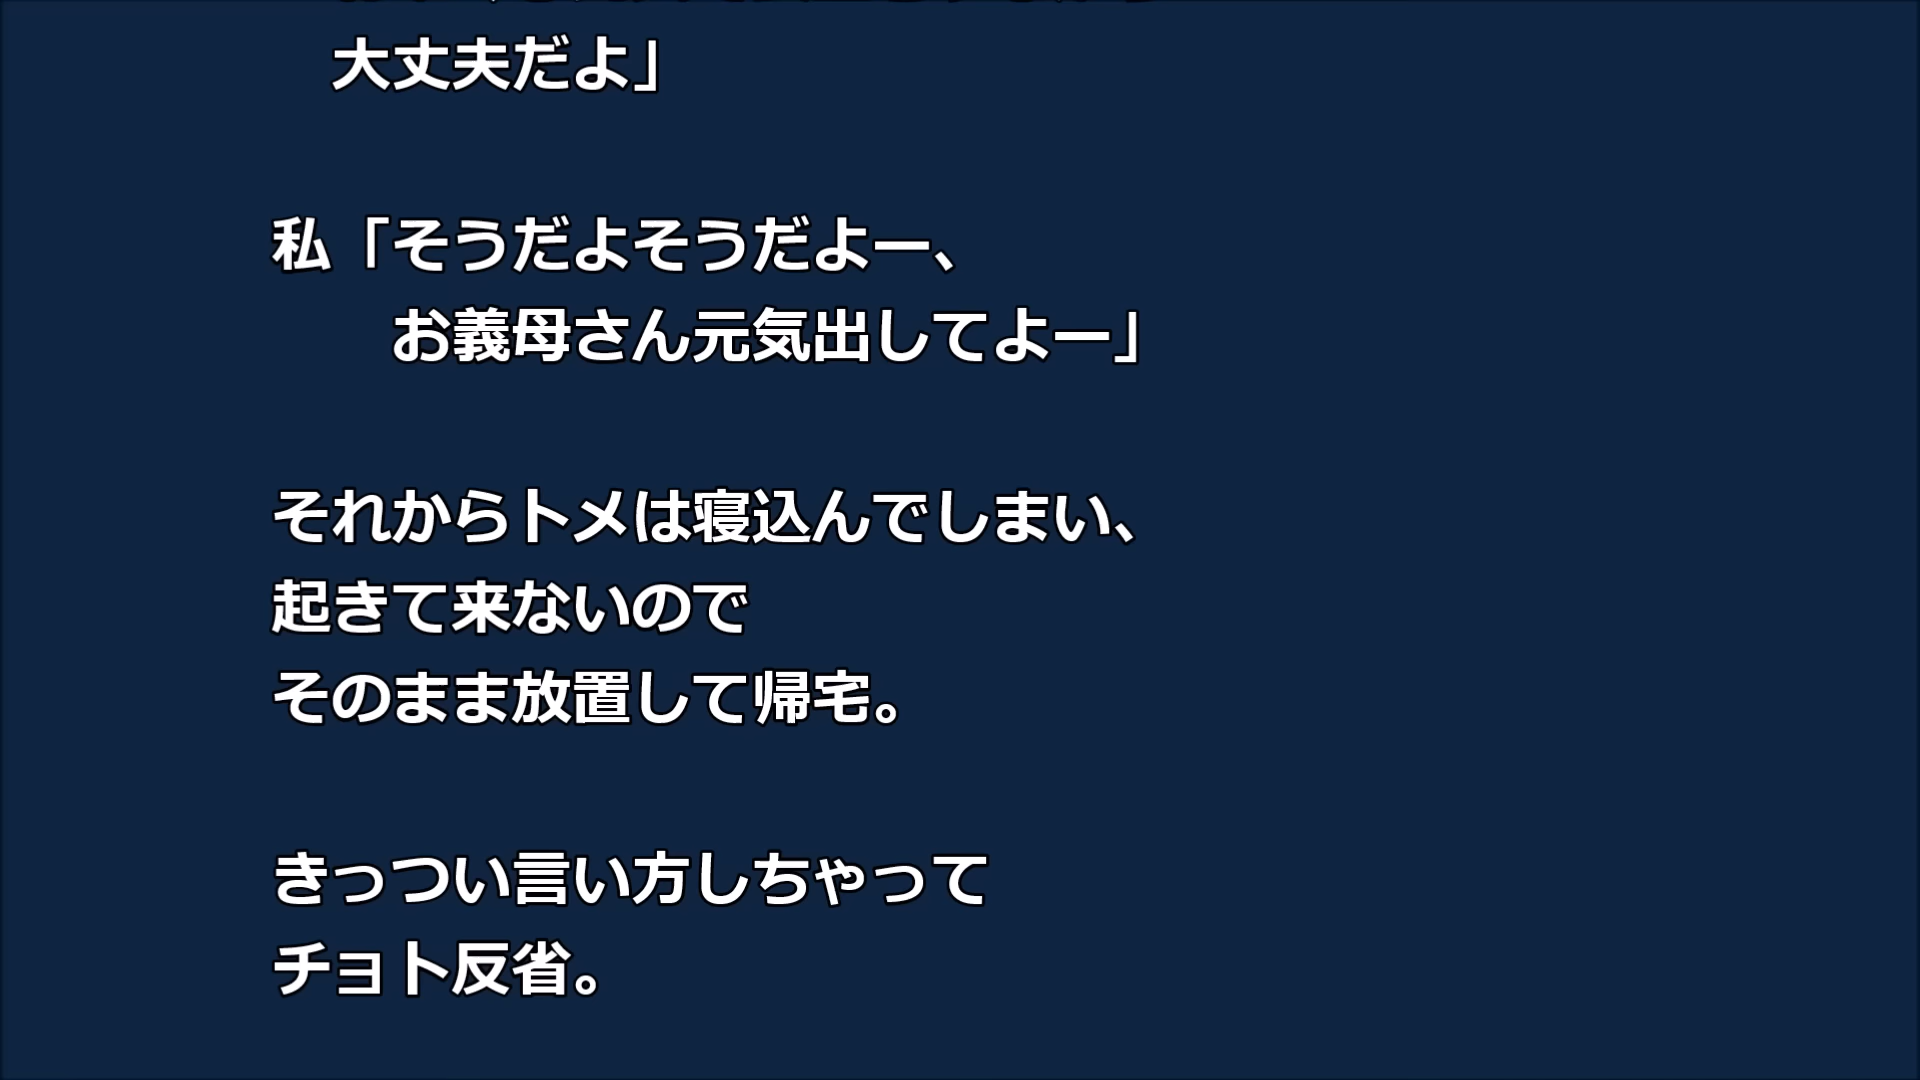 大丈夫だよ」
私「そうだよそうだよー、
お義母さん元気出してよー」
それからトメは寝込んでしまい、
起きて来ないので
そのまま放置して帰宅。
きっつい言い方しちゃって
チョト反省。